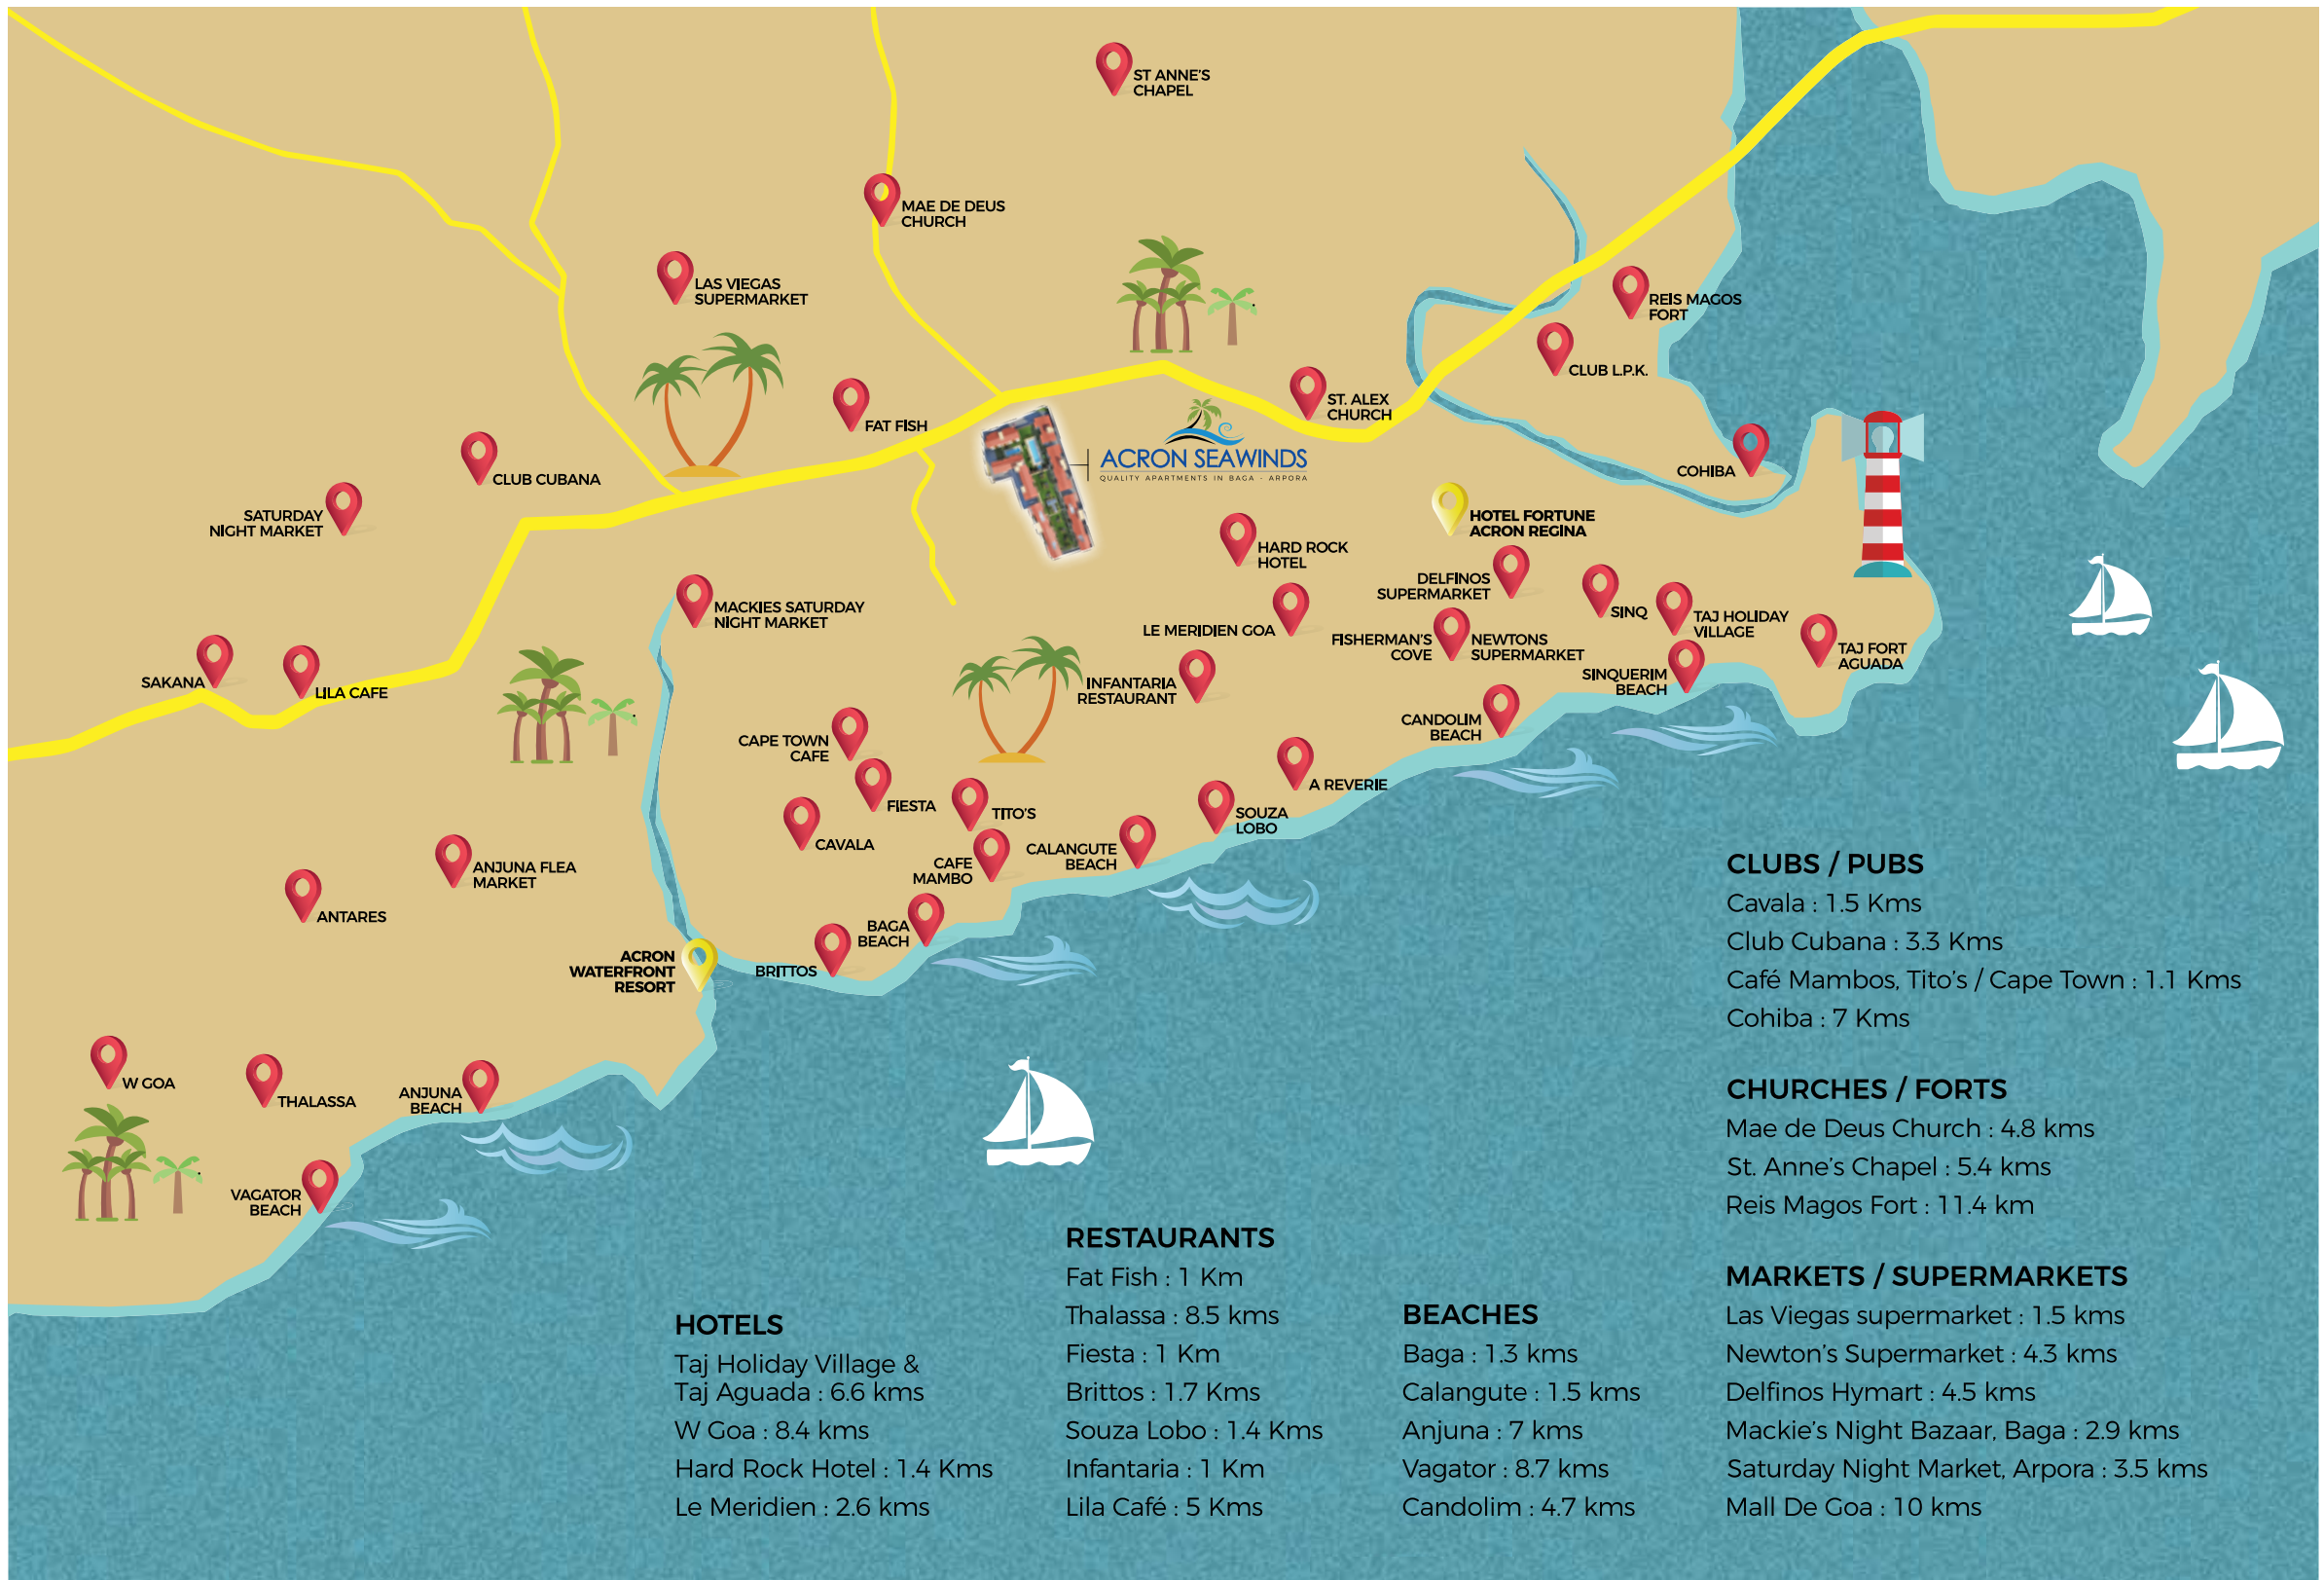 ST ANNE'S
CHAPEL
MAE DE DEUS
CHURCH
LAS VIEGAS
SUPERMARKET
REIS MAGOS
FORT
CLUB L.P.K.
ST. ALEX
CHURCH
FAT FISH
ACRON SEAWINDS
QUALITY APARTMENTS IN BAGA - ARPORA
COHIBA
CLUB CUBANA
SATURDAY
NIGHT MARKET
HOTEL FORTUNE
ACRON REGINA
HARD ROCK
HOTEL
DELFINOS
SUPERMARKET
SINQ
TAJ HOLIDAY
VILLAGE
MACKIES SATURDAY
NIGHT MARKET
LE MERIDIEN GOA
FISHERMAN'S
COVE
NEWTONS
SUPERMARKET
TAJ FORT
AGUADA
SINQUERIM
BEACH
SAKANA
LILA CAFE
INFANTARIA
RESTAURANT
CANDOLIM
BEACH
CAPE TOWN
CAFE
FIESTA
TITO'S
A REVERIE
SOUZA
LOBO
CAVALA
CALANGUTE
BEACH
CAFE
MAMBO
ANJUNA FLEA
MARKET
ANTARES
BAGA
BEACH
BRITTOS
ACRON
WATERFRONT
RESORT
W GOA
THALASSA
ANJUNA
BEACH
VAGATOR
BEACH
CLUBS / PUBS
Cavala : 1.5 Kms
Club Cubana : 3.3 Kms
Café Mambos, Tito's / Cape Town : 1.1 Kms
Cohiba : 7 Kms
CHURCHES / FORTS
Mae de Deus Church : 4.8 kms
St. Anne's Chapel : 5.4 kms
Reis Magos Fort : 11.4 km
HOTELS
Taj Holiday Village &
Taj Aguada : 6.6 kms
W Goa : 8.4 kms
Hard Rock Hotel : 1.4 Kms
Le Meridien : 2.6 kms
RESTAURANTS
Fat Fish : 1 Km
Thalassa : 8.5 kms
Fiesta : 1 Km
Brittos : 1.7 Kms
Souza Lobo : 1.4 Kms
Infantaria : 1 Km
Lila Café : 5 Kms
BEACHES
Baga : 1.3 kms
Calangute : 1.5 kms
Anjuna : 7 kms
Vagator : 8.7 kms
Candolim : 4.7 kms
MARKETS / SUPERMARKETS
Las Viegas supermarket : 1.5 kms
Newton's Supermarket : 4.3 kms
Delfinos Hymart : 4.5 kms
Mackie's Night Bazaar, Baga : 2.9 kms
Saturday Night Market, Arpora : 3.5 kms
Mall De Goa : 10 kms